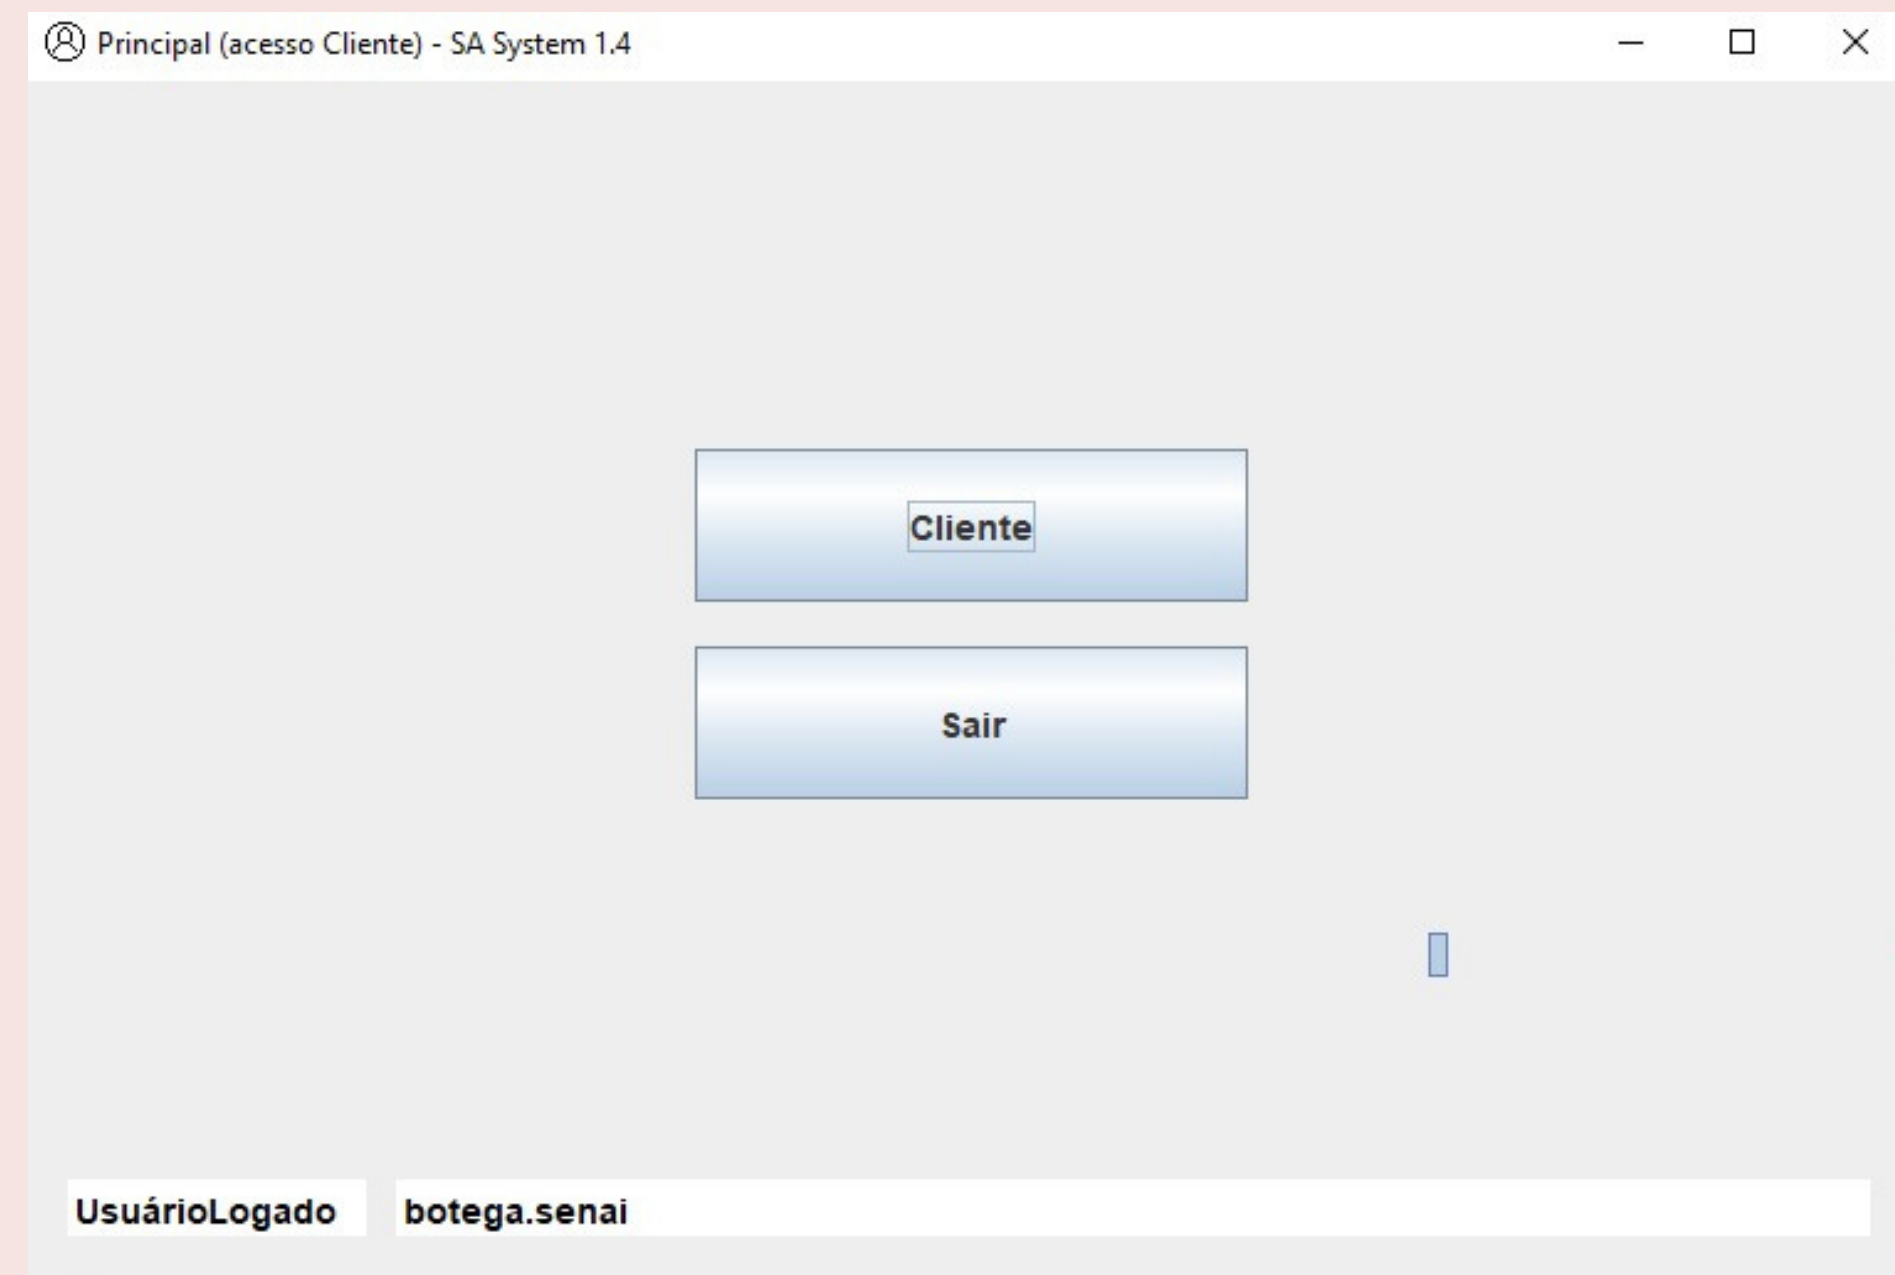 Principal (acesso Cliente) - SA System 1.4
Cliente
Sair
UsuárioLogado botega.senai